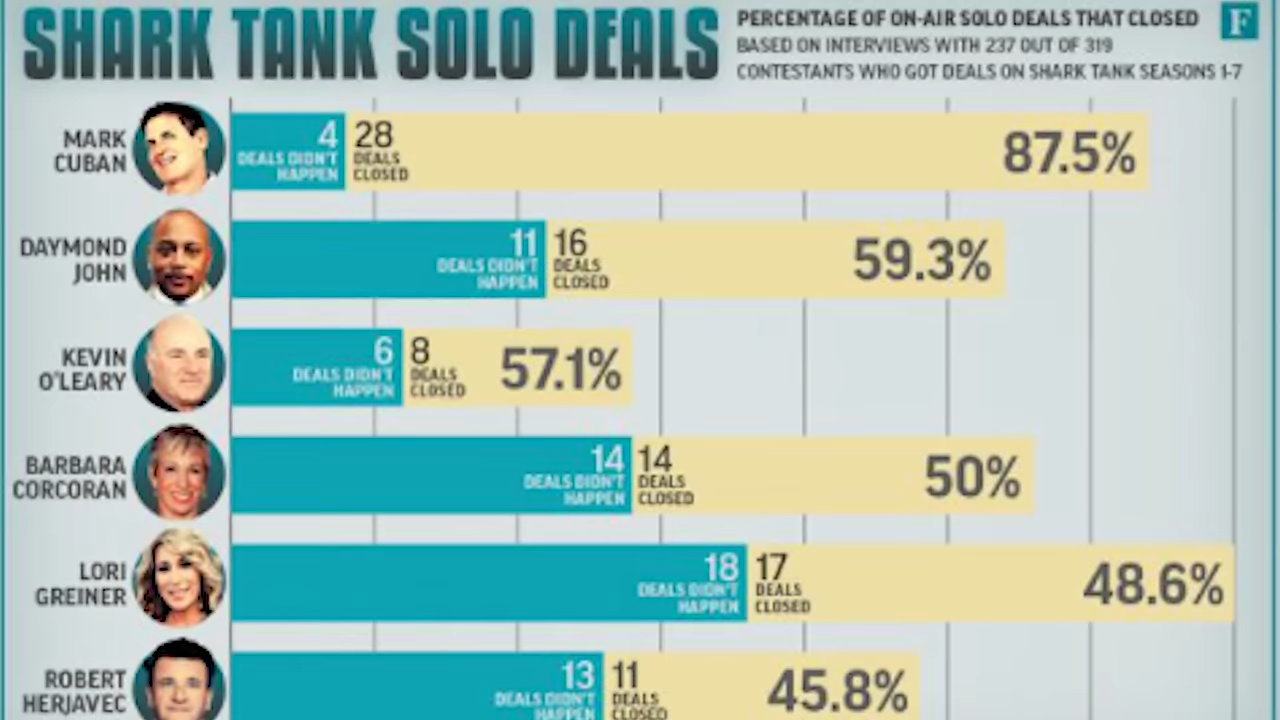 SHARK TANK SOLO DEALS
PERCENTAGE OF ON-AIR SOLO DEALS THAT CLOSED
BASED ON INTERVIEWS WITH 237 OUT OF 319
CONTESTANTS WHO GOT DEALS ON SHARK TANK SEASONS 1-7
F
MARK
CUBAN
4
DEALS DIDN'T
HAPPEN
28
DEALS
CLOSED
87.5%
DAYMOND
JOHN
11
DEALS DIDN'T
HAPPEN
16
DEALS
CLOSED
59.3%
KEVIN
O'LEARY
6
DEALS DIDN'T
HAPPEN
8
DEALS
CLOSED
57.1%
BARBARA
CORCORAN
14
DEALS DIDN'T
HAPPEN
14
DEALS
CLOSED
50%
LORI
GREINER
18
DEALS DIDN'T
HAPPEN
17
DEALS
CLOSED
48.6%
ROBERT
HERJAVEC
13
DEALS DIDN'T
HAPPEN
11
DEALS
CLOSED
45.8%